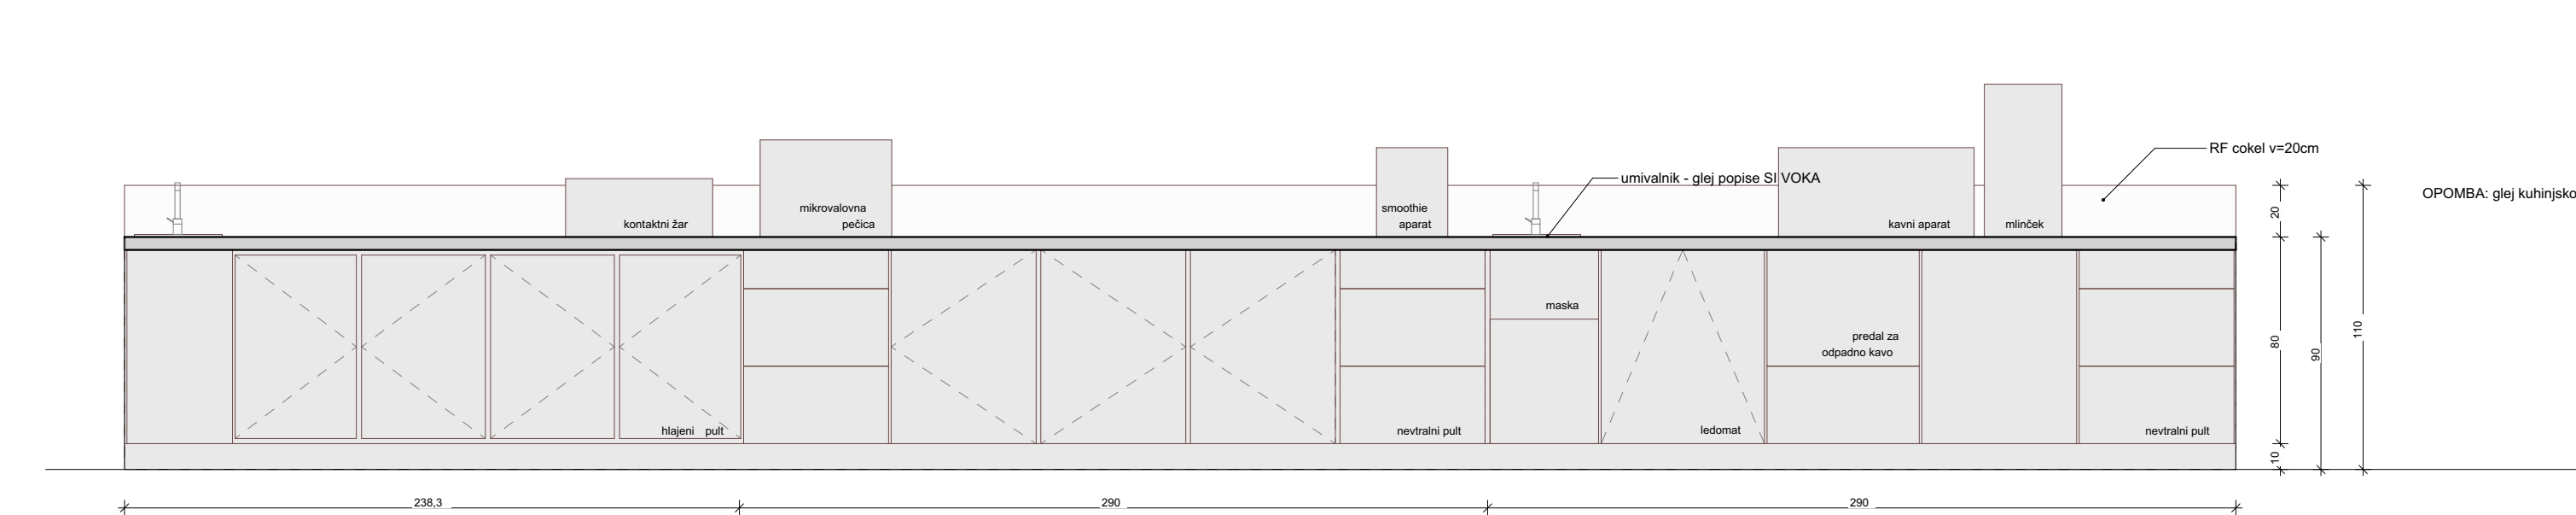 RF cokel v=20cm
umivalnik - glej popise SI VOKA
OPOMBA: glej kuhinjsko
mikrovalovna
pečica
kontaktni žar
smoothie
aparat
kavni aparat
mlinček
20
maska
predal za
odpadno kavo
80
90
110
hlajeni pult
nevtralni pult
ledomat
nevtralni pult
10
238,3
290
290